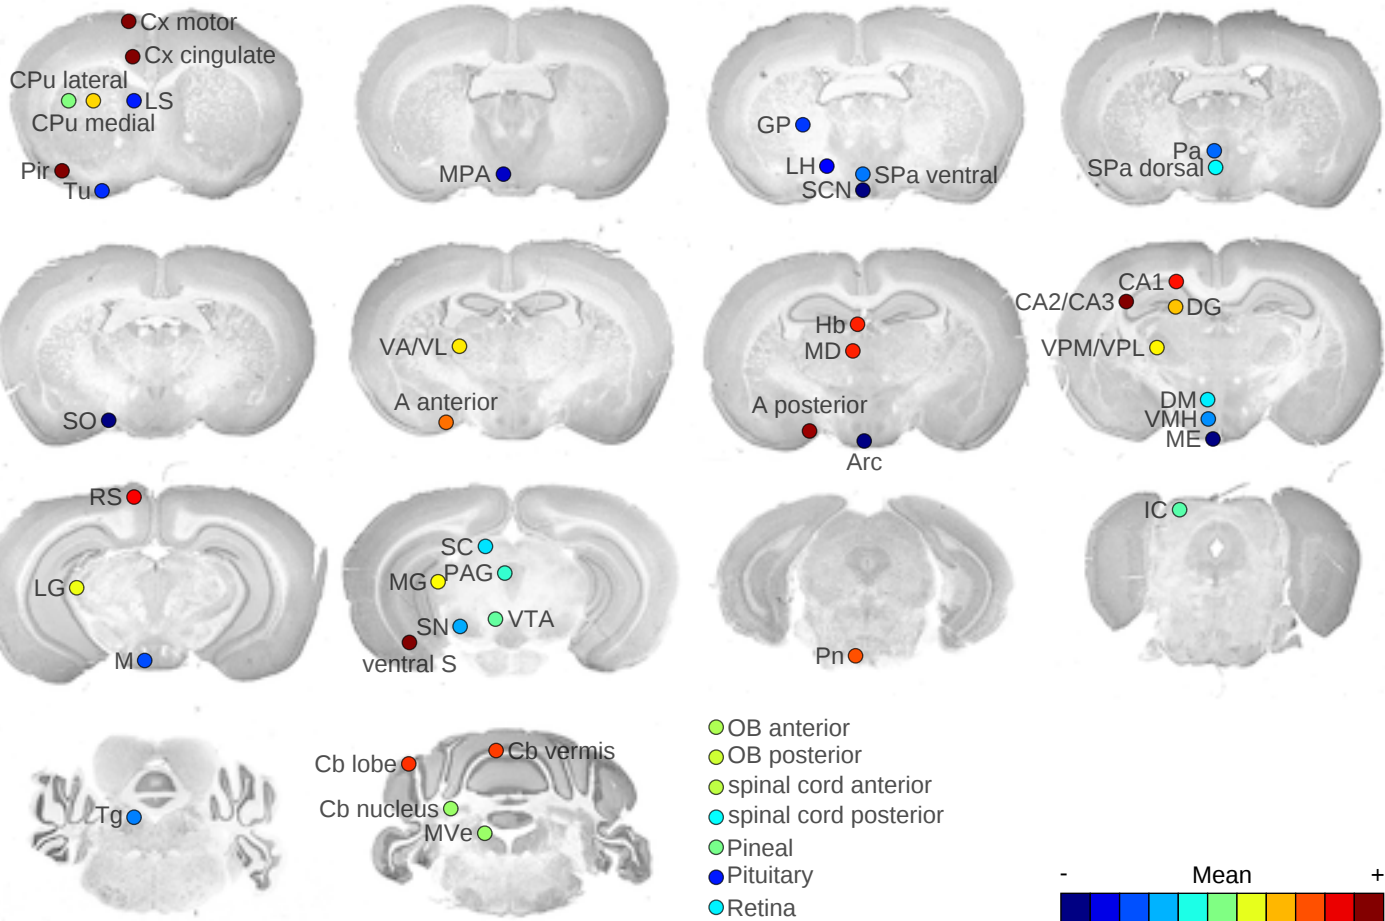 Cx motor
Cx cingulate
CPu lateral
LS
CPu medial
Pir
Tu
MPA
GP
LH
SPa ventral
SCN
Pa
SPa dorsal
SO
VA/VL
A anterior
Hb
MD
A posterior
Arc
CA1
CA2/CA3
DG
VPM/VPL
DM
VMH
ME
RS
LG
M
SC
MG
PAG
SN
VTA
ventral S
Pn
IC
Tg
Cb lobe
Cb vermis
Cb nucleus
MVe
OB anterior
OB posterior
spinal cord anterior
spinal cord posterior
Pineal
Pituitary
Retina
- Mean +